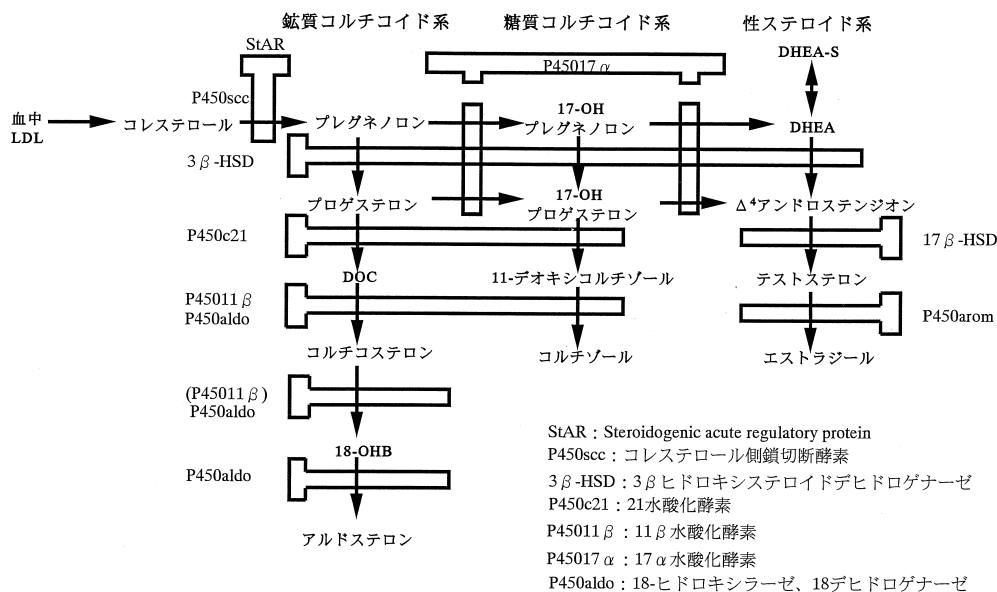 鉱質コルチコイド系
糖質コルチコイド系
性ステロイド系
StAR
P45017α
DHEA-S
P450scc
血中
LDL
コレステロール
プレグネノロン
17-OH
プレグネノロン
DHEA
3β-HSD
プロゲステロン
17-OH
プロゲステロン
Δ⁴アンドロステンジオン
P450c21
17β-HSD
DOC
11-デオキシコルチゾール
テストステロン
P45011β
P450aldo
P450arom
コルチコステロン
コルチゾール
エストラジール
(P45011β)
P450aldo
18-OHB
P450aldo
アルドステロン
StAR：Steroidogenic acute regulatory protein
P450scc：コレステロール側鎖切断酵素
3β-HSD：3βヒドロキシステロイドデヒドロゲナーゼ
P450c21：21水酸化酵素
P45011β：11β水酸化酵素
P45017α：17α水酸化酵素
P450aldo：18-ヒドロキシラーゼ、18デヒドロゲナーゼ